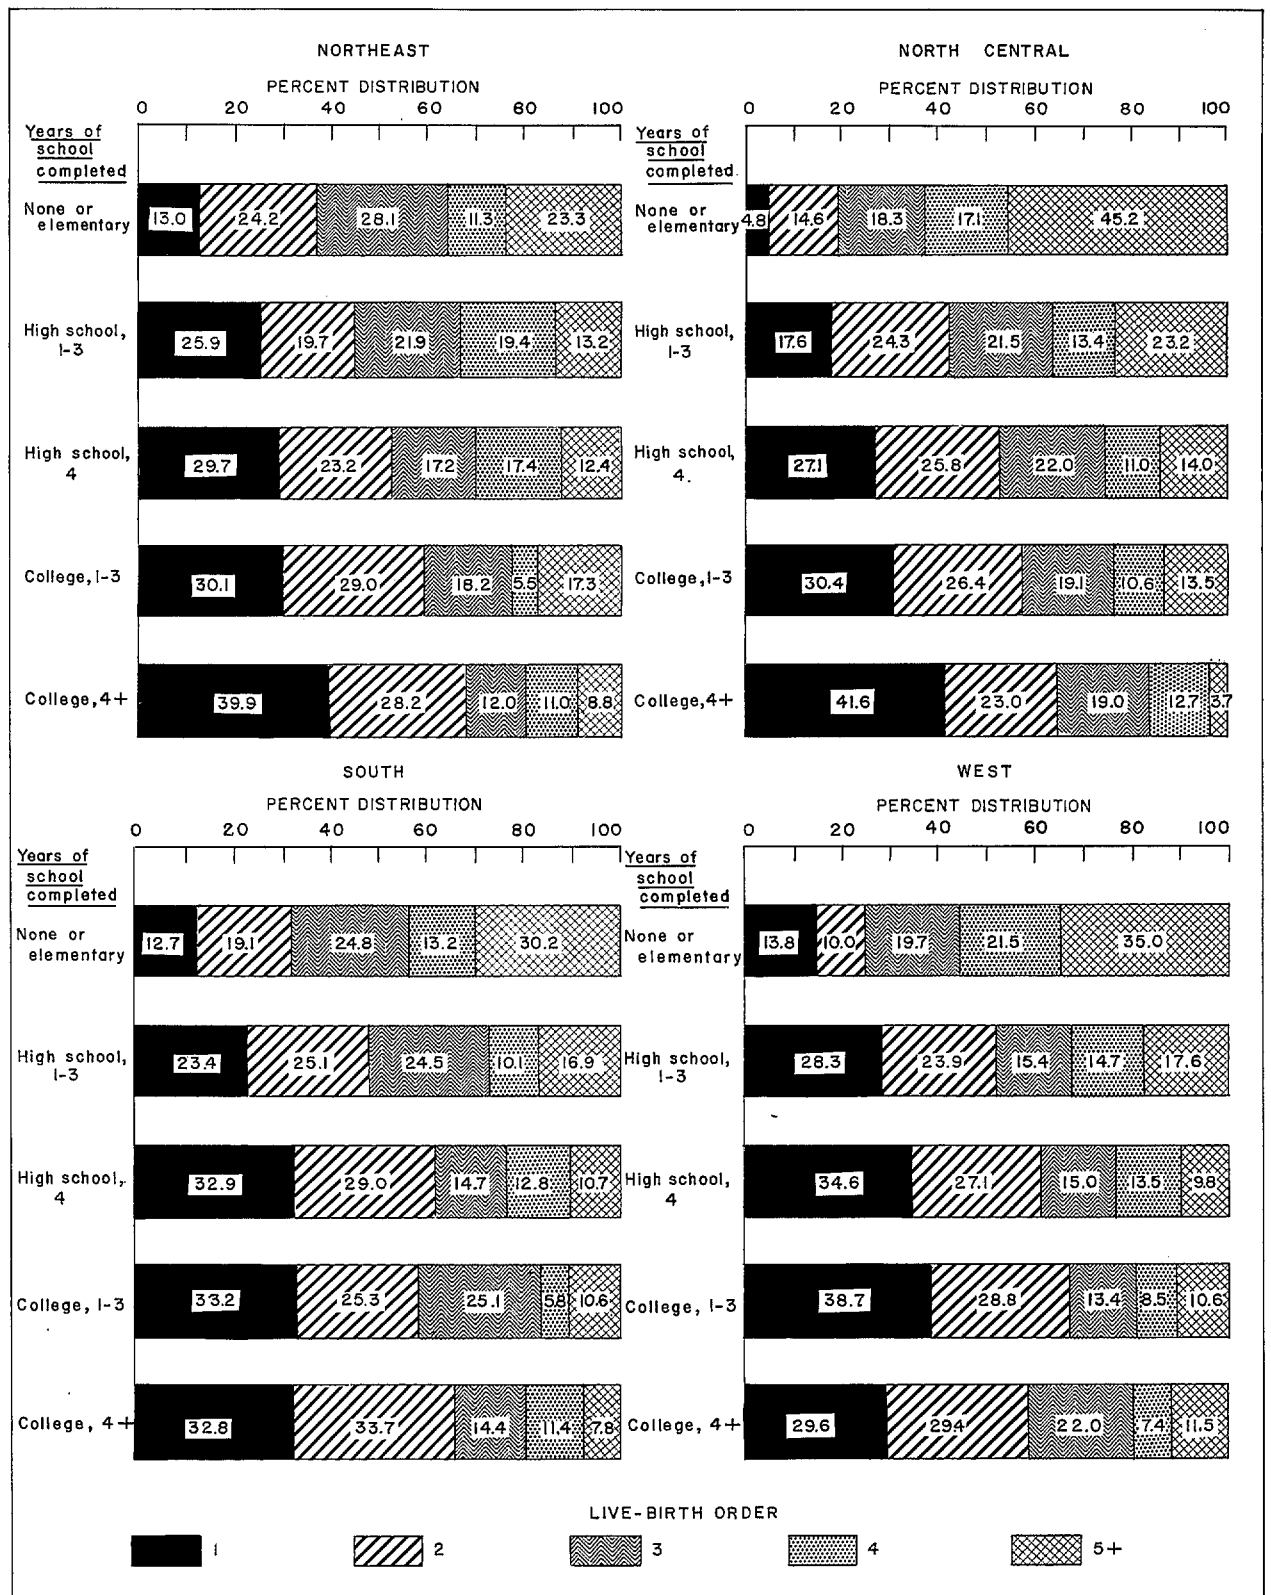 NORTHEAST
PERCENT DISTRIBUTION
0 20 40 60 80 100
Years of
school
completed
None or
elementary
13.0 24.2 28.1 11.3 23.3
High school,
1-3
25.9 19.7 21.9 19.4 13.2
High school,
4
29.7 23.2 17.2 17.4 12.4
College, 1-3
30.1 29.0 18.2 5.5 17.3
College, 4+
39.9 28.2 12.0 11.0 8.8
NORTH CENTRAL
PERCENT DISTRIBUTION
0 20 40 60 80 100
Years of
school
completed
None or
elementary
4.8 14.6 18.3 17.1 45.2
High school,
1-3
17.6 24.3 21.5 13.4 23.2
High school,
4
27.1 25.8 22.0 11.0 14.0
College, 1-3
30.4 26.4 19.1 10.6 13.5
College, 4+
41.6 23.0 19.0 12.7 3.7
SOUTH
PERCENT DISTRIBUTION
0 20 40 60 80 100
Years of
school
completed
None or
elementary
12.7 19.1 24.8 13.2 30.2
High school,
1-3
23.4 25.1 24.5 10.1 16.9
High school,
4
32.9 29.0 14.7 12.8 10.7
College, 1-3
33.2 25.3 25.1 5.8 10.6
College, 4+
32.8 33.7 14.4 11.4 7.8
WEST
PERCENT DISTRIBUTION
0 20 40 60 80 100
Years of
school
completed
None or
elementary
13.8 10.0 19.7 21.5 35.0
High school,
1-3
28.3 23.9 15.4 14.7 17.6
High school,
4
34.6 27.1 15.0 13.5 9.8
College, 1-3
38.7 28.8 13.4 8.5 10.6
College, 4+
29.6 29.4 22.0 7.4 11.5
LIVE-BIRTH ORDER
1 2 3 4 5+